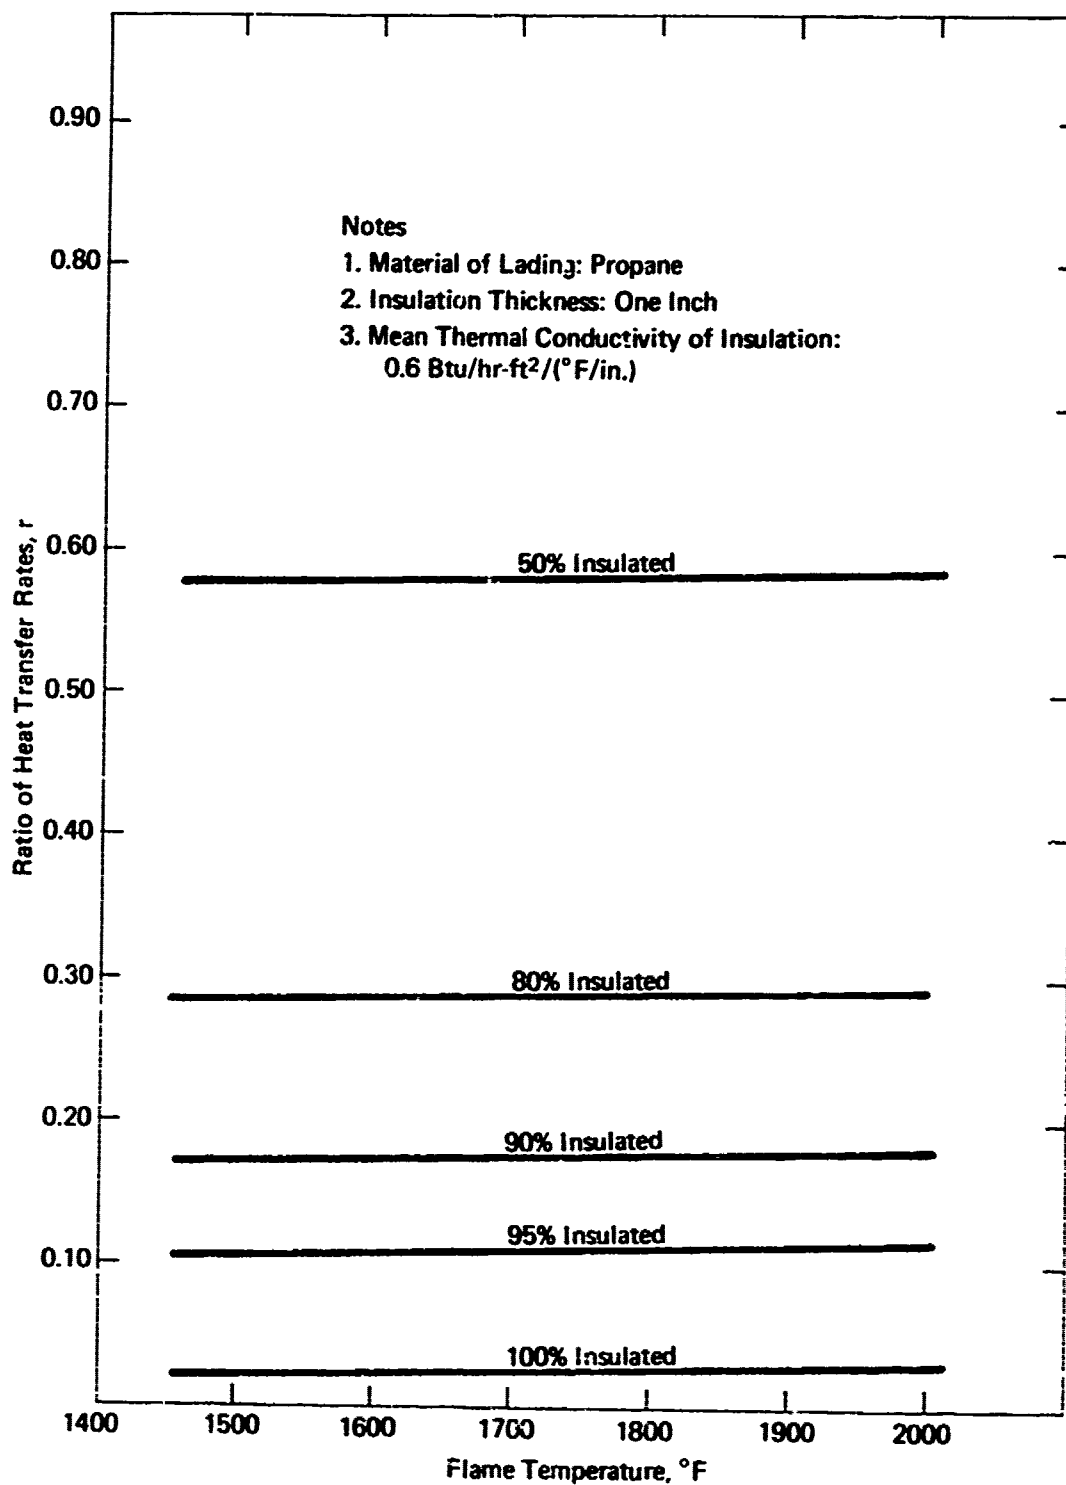 0.90
Notes
0.80
1. Material of Lading: Propane
2. Insulation Thickness: One Inch
3. Mean Thermal Conductivity of Insulation:
0.6 Btu/hr-ft²/(°F/in.)
0.70
Ratio of Heat Transfer Rates, r
0.60
50% Insulated
0.50
0.40
0.30
80% Insulated
0.20
90% Insulated
95% Insulated
0.10
100% Insulated
1400 1500 1600 1700 1800 1900 2000
Flame Temperature, °F